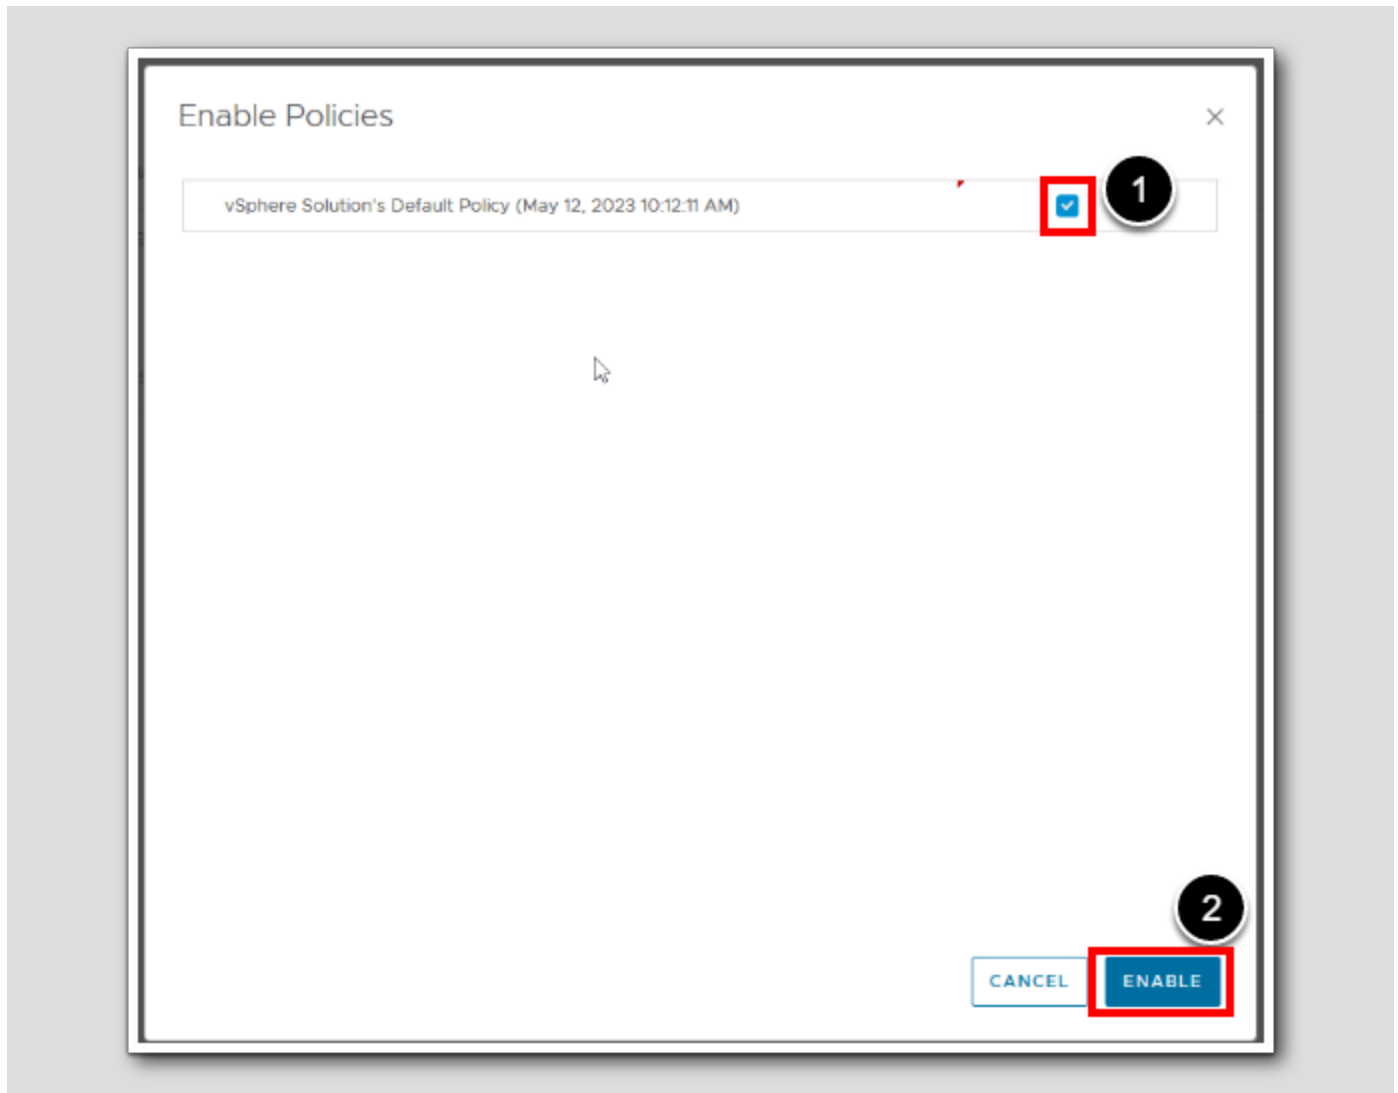 Enable Policies
1
vSphere Solution's Default Policy (May 12, 2023 10:12:11 AM)
2
CANCEL
ENABLE